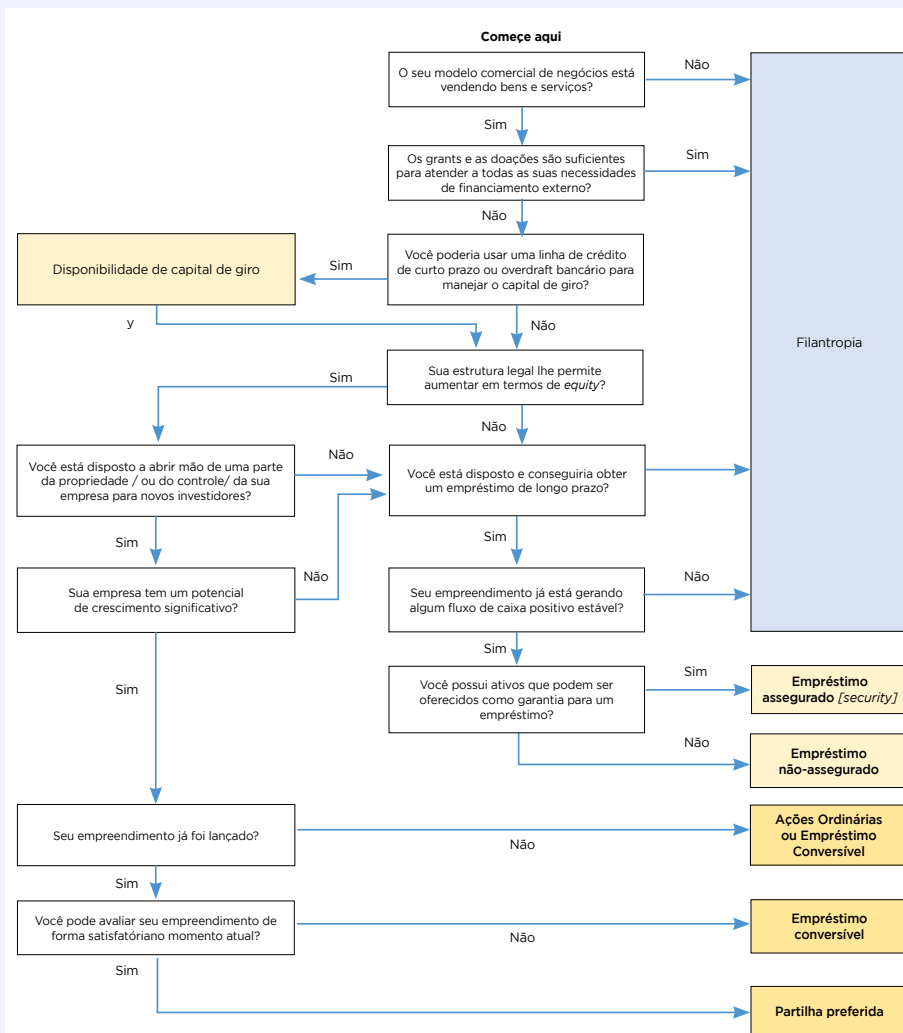 Começe aqui
O seu modelo comercial de negócios está
vendendo bens e serviços?
Não
Sim
Os grants e as doações são suficientes
para atender a todas as suas necessidades
de financiamento externo?
Sim
Não
Disponibilidade de capital de giro
Sim
Você poderia usar uma linha de crédito
de curto prazo ou overdraft bancário para
manejar o capital de giro?
Filantropia
y
Não
Sua estrutura legal lhe permite
aumentar em termos de equity?
Sim
Não
Você está disposto a abrir mão de uma parte
da propriedade / ou do controle/ da sua
empresa para novos investidores?
Não
Você está disposto e conseguiria obter
um empréstimo de longo prazo?
Sim
Sim
Sua empresa tem um potencial
de crescimento significativo?
Não
Seu empreendimento já está gerando
algum fluxo de caixa positivo estável?
Não
Sim
Sim
Você possui ativos que podem ser
oferecidos como garantia para um
empréstimo?
Sim
Empréstimo
assegurado [security]
Não
Empréstimo
não-assegurado
Seu empreendimento já foi lançado?
Não
Ações Ordinárias
ou Empréstimo
Conversível
Sim
Você pode avaliar seu empreendimento de
forma satisfatóriano momento atual?
Não
Empréstimo
conversível
Sim
Partilha preferida